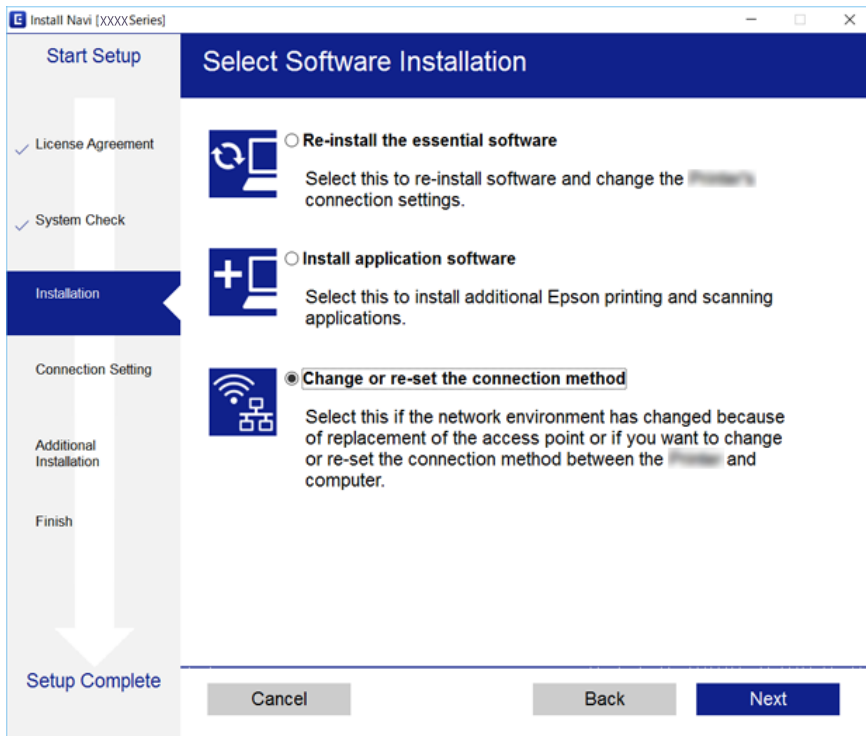 Install Navi [XXXXSeries]
Start Setup
License Agreement
System Check
Installation
Connection Setting
Additional
Installation
Finish
Setup Complete
Select Software Installation
Re-install the essential software
Select this to re-install software and change the
connection settings.
Install application software
Select this to install additional Epson printing and scanning
applications.
Change or re-set the connection method
Select this if the network environment has changed because
of replacement of the access point or if you want to change
or re-set the connection method between the and
computer.
Cancel
Back
Next